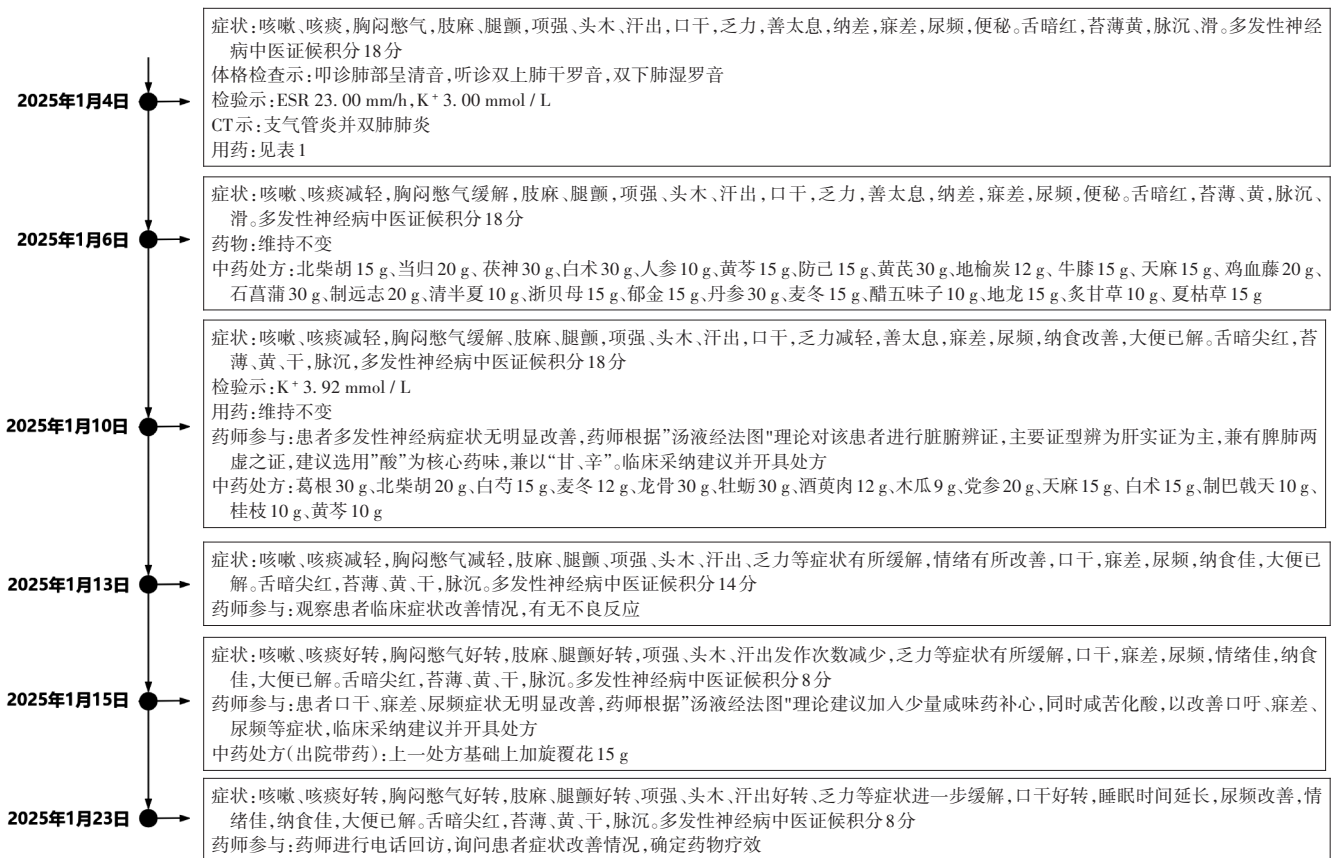 2025年1月4日
症状:咳嗽、咳痰,胸闷憋气,肢麻、腿颤,项强、头木、汗出,口干,乏力,善太息,纳差,寐差,尿频,便秘。舌暗红,苔薄黄,脉沉、滑。多发性神经
病中医证候积分18分
体格检查示:叩诊肺部呈清音,听诊双上肺干罗音,双下肺湿罗音
检验示:ESR 23.00 mm/h,K⁺ 3.00 mmol / L
CT示:支气管炎并双肺肺炎
用药:见表1
2025年1月6日
症状:咳嗽、咳痰减轻,胸闷憋气缓解,肢麻、腿颤,项强、头木、汗出,口干,乏力,善太息,纳差,寐差,尿频,便秘。舌暗红,苔薄、黄,脉沉、
滑。多发性神经病中医证候积分18分
药物:维持不变
中药处方:北柴胡15 g、当归20 g、茯神30 g、白术30 g、人参10 g、黄芩15 g、防己15 g、黄芪30 g、地榆炭12 g、牛膝15 g、天麻15 g、鸡血藤20 g、
石菖蒲30 g、制远志20 g、清半夏10 g、浙贝母15 g、郁金15 g、丹参30 g、麦冬15 g、醋五味子10 g、地龙15 g、炙甘草10 g、夏枯草15 g
2025年1月10日
症状:咳嗽、咳痰减轻,胸闷憋气缓解、肢麻、腿颤,项强、头木、汗出,口干,乏力减轻,善太息,寐差,尿频,纳食改善,大便已解。舌暗尖红,苔
薄、黄、干,脉沉,多发性神经病中医证候积分18分
检验示:K⁺ 3.92 mmol / L
用药:维持不变
药师参与:患者多发性神经病症状无明显改善,药师根据”汤液经法图"理论对该患者进行脏腑辨证,主要证型辨为肝实证为主,兼有脾肺两
虚之证,建议选用”酸”为核心药味,兼以“甘、辛”。临床采纳建议并开具处方
中药处方:葛根30 g、北柴胡20 g、白芍15 g、麦冬12 g、龙骨30 g、牡蛎30 g、酒萸肉12 g、木瓜9 g、党参20 g、天麻15 g、白术15 g、制巴戟天10 g、
桂枝10 g、黄芩10 g
2025年1月13日
症状:咳嗽、咳痰减轻,胸闷憋气减轻,肢麻、腿颤,项强、头木、汗出、乏力等症状有所缓解,情绪有所改善,口干,寐差,尿频,纳食佳,大便已
解。舌暗尖红,苔薄、黄、干,脉沉。多发性神经病中医证候积分14分
药师参与:观察患者临床症状改善情况,有无不良反应
2025年1月15日
症状:咳嗽、咳痰好转,胸闷憋气好转,肢麻、腿颤好转,项强、头木、汗出发作次数减少,乏力等症状有所缓解,口干,寐差,尿频,情绪佳,纳食
佳,大便已解。舌暗尖红,苔薄、黄、干,脉沉。多发性神经病中医证候积分8分
药师参与:患者口干、寐差、尿频症状无明显改善,药师根据”汤液经法图"理论建议加入少量咸味药补心,同时咸苦化酸,以改善口吁、寐差、
尿频等症状,临床采纳建议并开具处方
中药处方(出院带药):上一处方基础上加旋覆花15 g
2025年1月23日
症状:咳嗽、咳痰好转,胸闷憋气好转,肢麻、腿颤好转,项强、头木、汗出好转、乏力等症状进一步缓解,口干好转,睡眠时间延长,尿频改善,情
绪佳,纳食佳,大便已解。舌暗尖红,苔薄、黄、干,脉沉。多发性神经病中医证候积分8分
药师参与:药师进行电话回访,询问患者症状改善情况,确定药物疗效